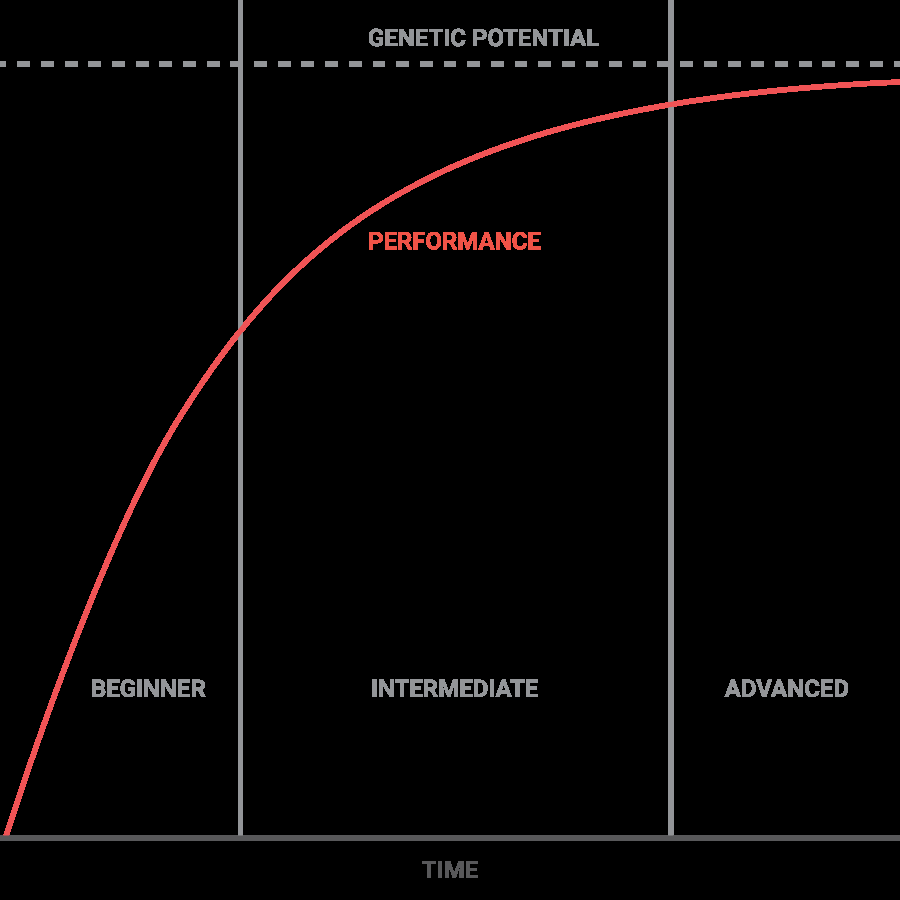 GENETIC POTENTIAL
PERFORMANCE
BEGINNER
INTERMEDIATE
ADVANCED
TIME